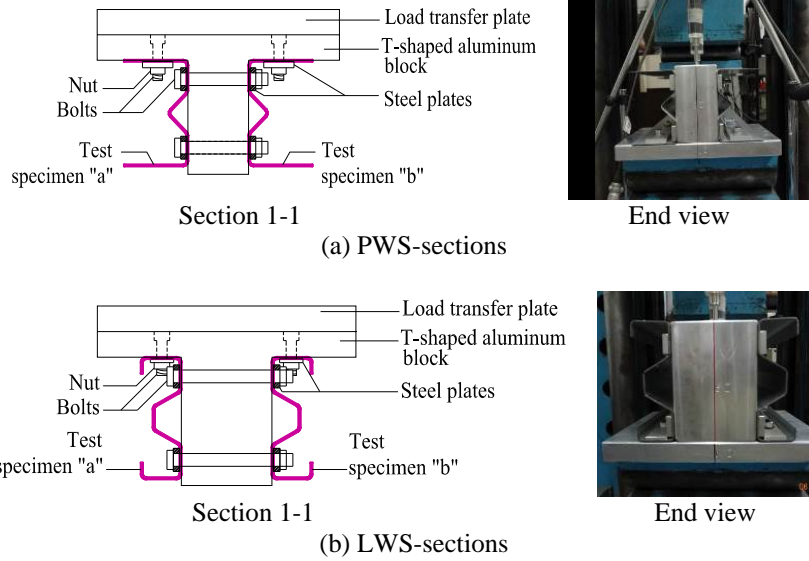 Load transfer plate
T-shaped aluminum
block
Nut
Bolts
Steel plates
Test
specimen "a"
Test
specimen "b"
Section 1-1
End view
(a) PWS-sections
Load transfer plate
T-shaped aluminum
block
Nut
Bolts
Steel plates
Test
specimen "a"
Test
specimen "b"
Section 1-1
End view
(b) LWS-sections